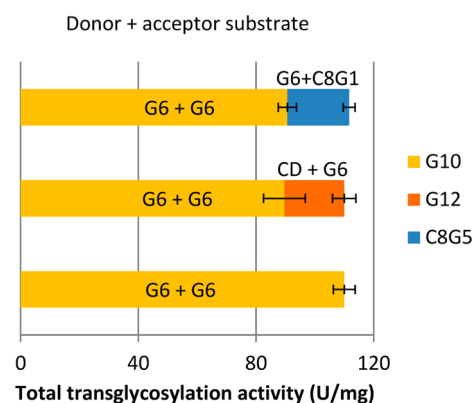 Donor + acceptor substrate
G6+C8G1
G6 + G6
CD + G6
G6 + G6
G6 + G6
G10
G12
C8G5
0 40 80 120
Total transglycosylation activity (U/mg)